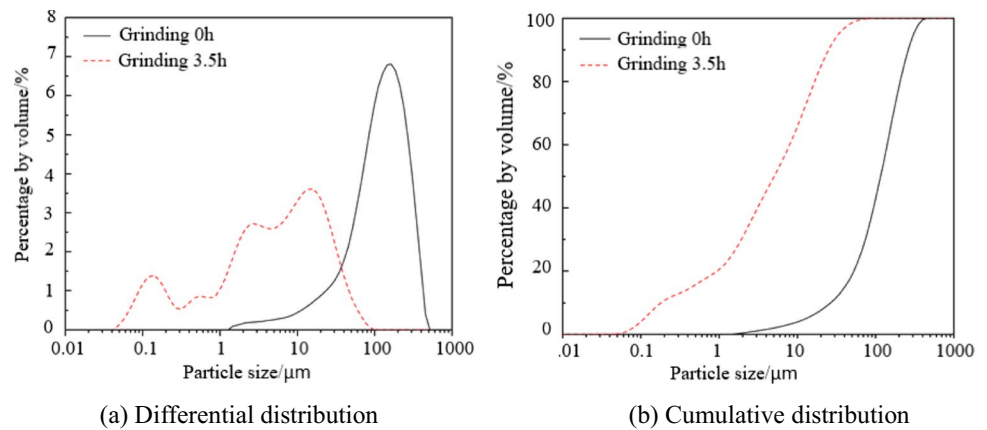 8
7
6
5
4
3
2
1
0
Percentage by volume/%
Grinding 0h
Grinding 3.5h
0.01 0.1 1 10 100 1000
Particle size/μm
(a) Differential distribution
100
80
60
40
20
0
Percentage by volume/%
Grinding 0h
Grinding 3.5h
.01 0.1 1 10 100 1000
Particle size/μm
(b) Cumulative distribution